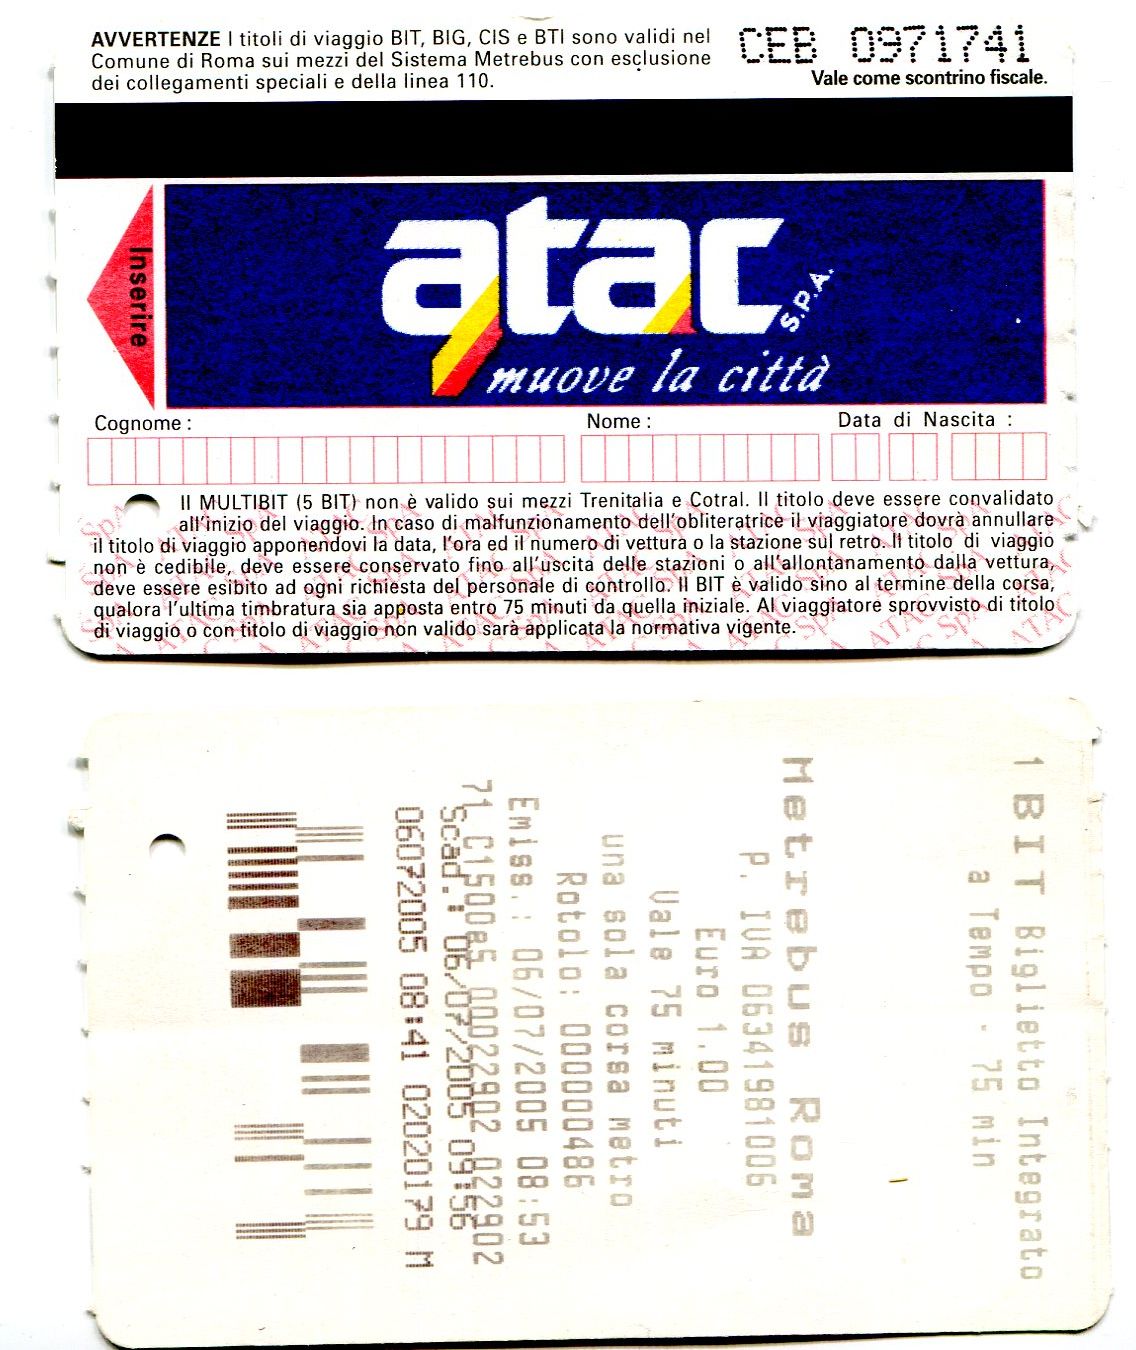 AVVERTENZE I titoli di viaggio BIT, BIG, CIS e BTI sono validi nel
Comune di Roma sui mezzi del Sistema Metrebus con esclusione
dei collegamenti speciali e della linea 110.
CEB 0971741
Vale come scontrino fiscale.
Inserire
atac
S.P.A.
muove la città
Cognome :
Nome :
Data di Nascita :
Il MULTIBIT (5 BIT) non è valido sui mezzi Trenitalia e Cotral. Il titolo deve essere convalidato
all'inizio del viaggio. In caso di malfunzionamento dell'obliteratrice il viaggiatore dovrà annullare
il titolo di viaggio apponendovi la data, l'ora ed il numero di vettura o la stazione sul retro. Il titolo di viaggio
non è cedibile, deve essere conservato fino all'uscita delle stazioni o all'allontanamento dalla vettura,
deve essere esibito ad ogni richiesta del personale di controllo. Il BIT è valido sino al termine della corsa,
qualora l'ultima timbratura sia apposta entro 75 minuti da quella iniziale. Al viaggiatore sprovvisto di titolo
di viaggio o con titolo di viaggio non valido sarà applicata la normativa vigente.
1 BIT Biglietto Integrato
a Tempo - 75 min
Metrebus Roma
P. IVA 06341981006
Euro 1.00
Vale 75 minuti
una sola corsa metro
Rotolo: 00000486
Emiss.: 06/07/2005 08:53
71 C1500eS 00022902 022902
Scad.: 06/07/2005 09:56
06072005 08:41 02020179 M